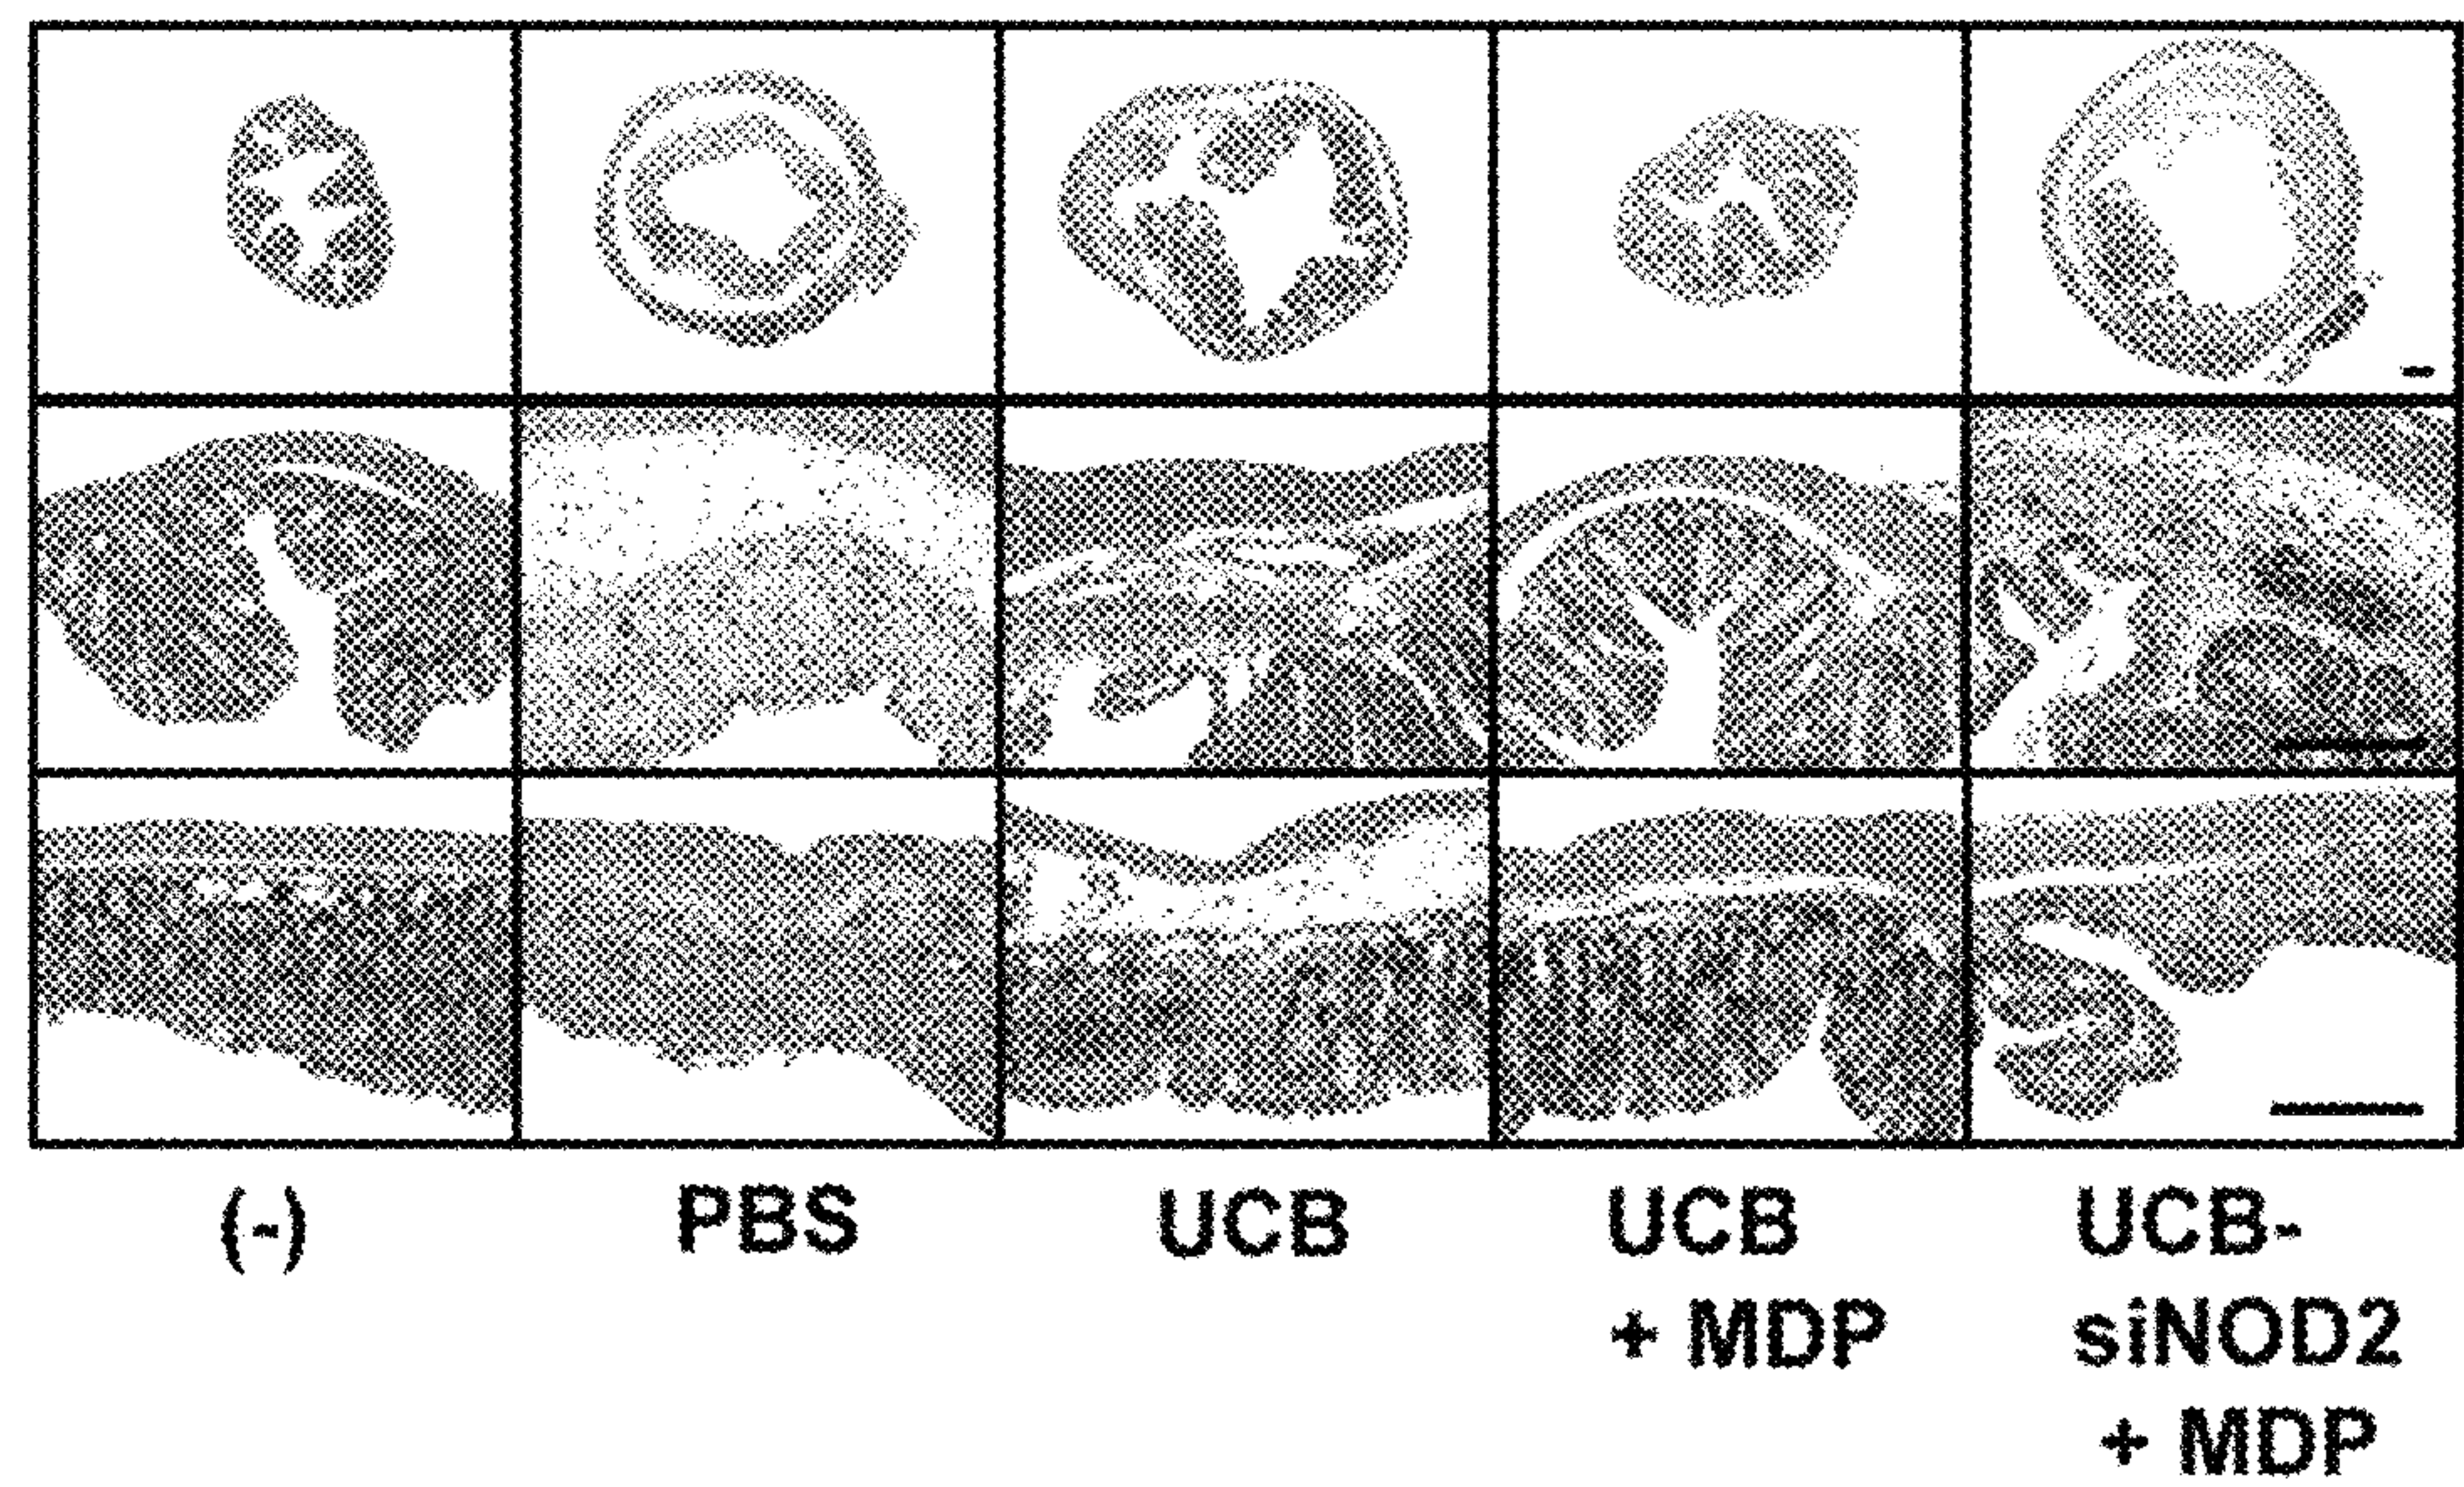 (-)
PBS
UCB
UCB
+ MDP
UCB-
siNOD2
+ MDP